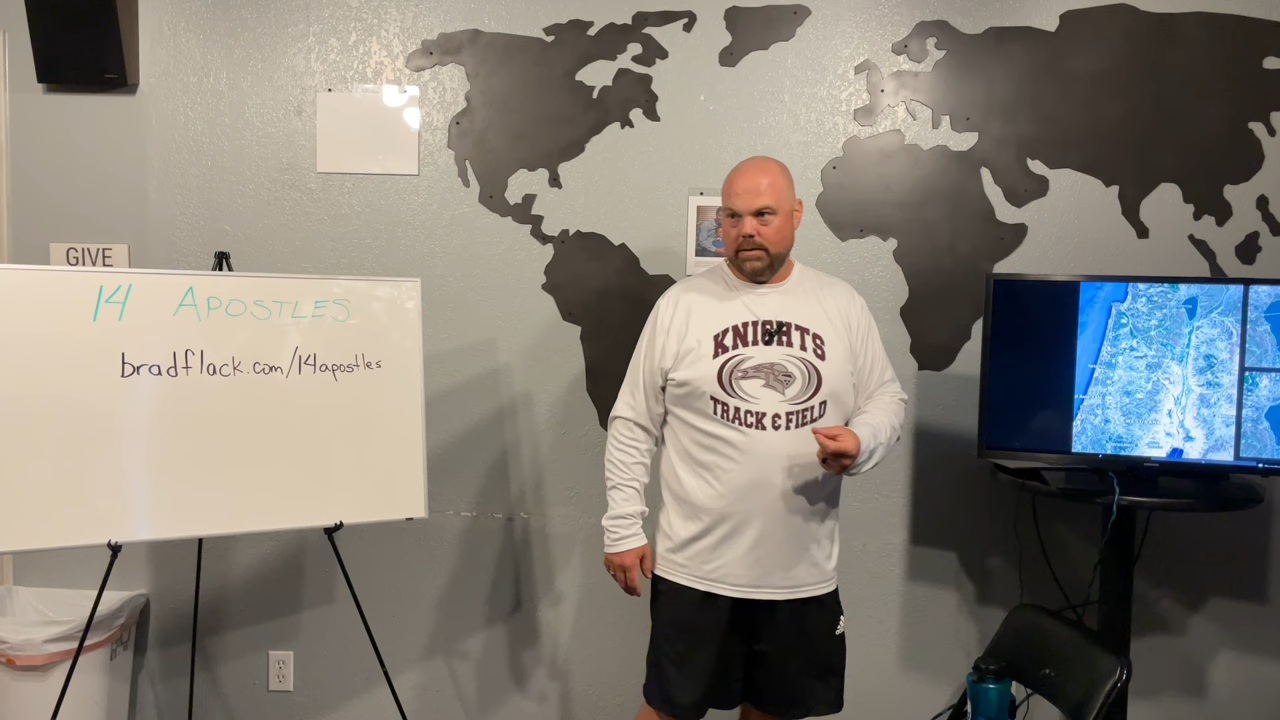 GIVE
14 APOSTLES
bradflack.com/14apostles
KNIGHTS
TRACK & FIELD